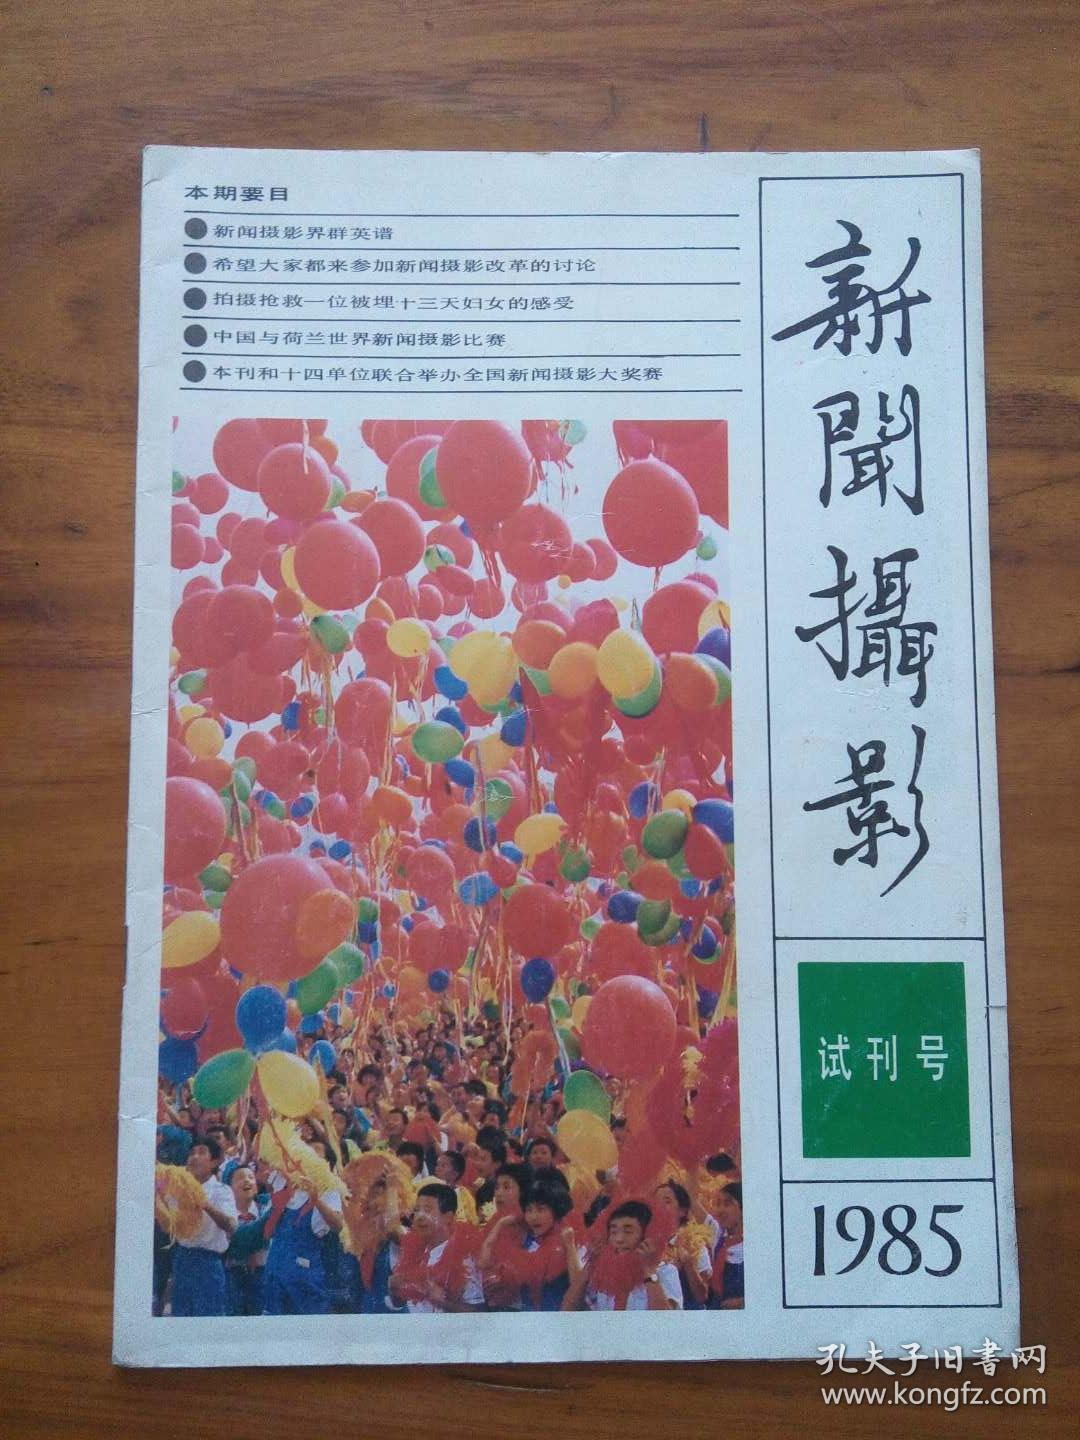 本期要目
●新闻摄影界群英谱
●希望大家都来参加新闻摄影改革的讨论
●拍摄抢救一位被埋十三天妇女的感受
●中国与荷兰世界新闻摄影比赛
●本刊和十四单位联合举办全国新闻摄影大奖赛
新聞攝影
试刊号
1985
孔夫子旧書网
www.kongfz.com